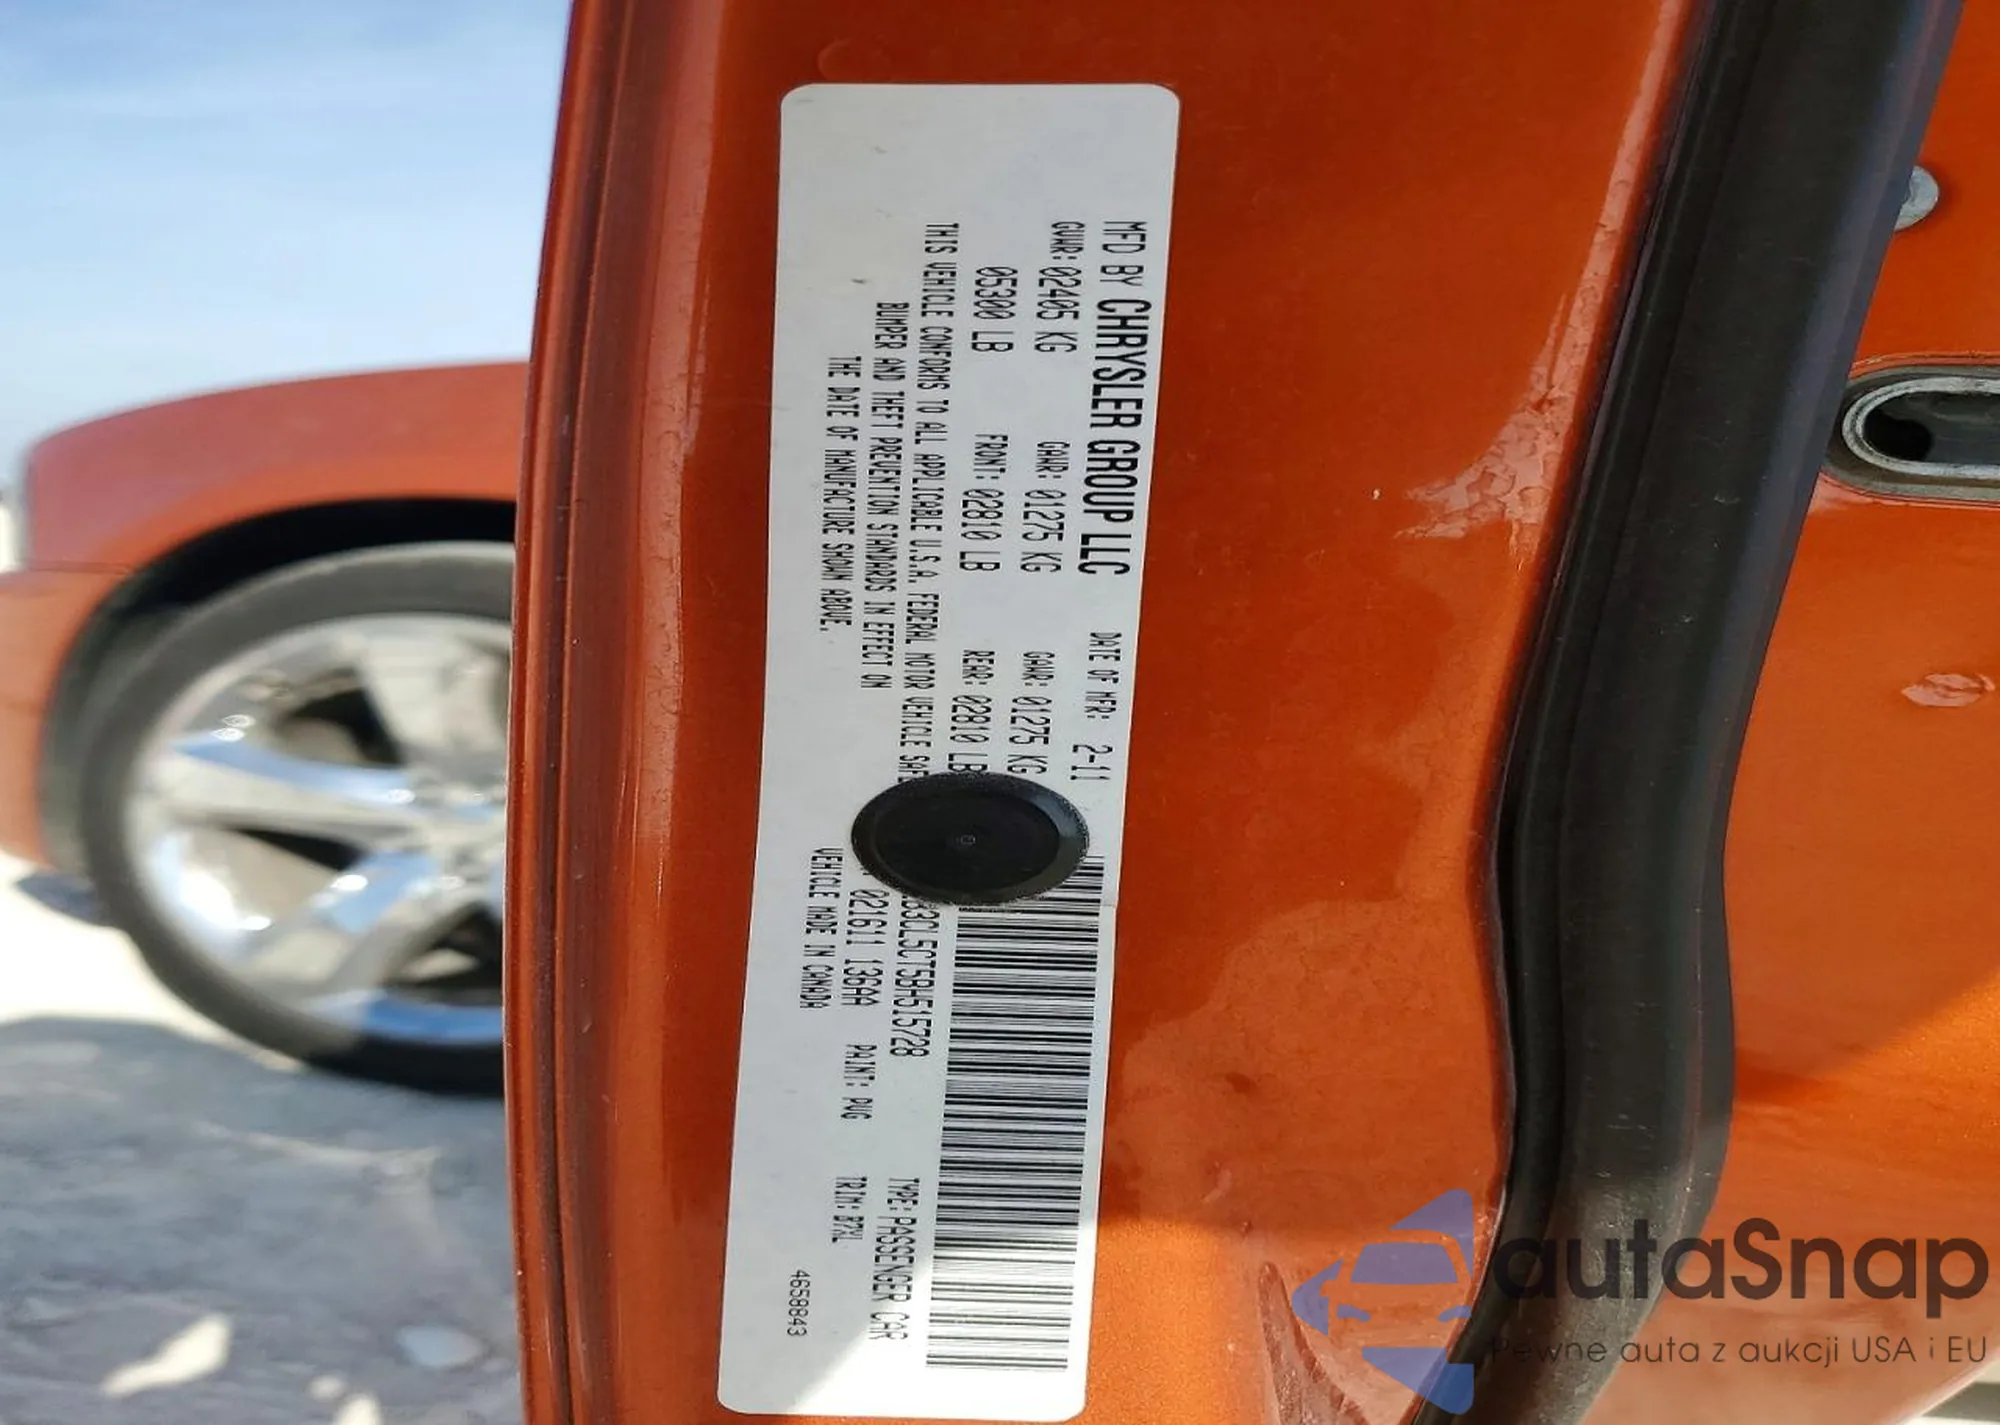 MFD BY CHRYSLER GROUP LLC DATE OF MFR: 2-11
GVWR: 02405 KG GAWR: 01275 KG GAWR: 01275 KG
05300 LB FRONT: 02810 LB REAR: 02810 LB
THIS VEHICLE CONFORMS TO ALL APPLICABLE U.S.A. FEDERAL MOTOR VEHICLE
BUMPER AND THEFT PREVENTION STANDARDS IN EFFECT ON
THE DATE OF MANUFACTURE SHOWN ABOVE.
B3CL5CT5BH515728 TYPE: PASSENGER CAR
021611 136AA PAINT: PVG TRIM: B7XL
VEHICLE MADE IN CANADA 4658843
autaSnap
Pewne auta z aukcji USA i EU